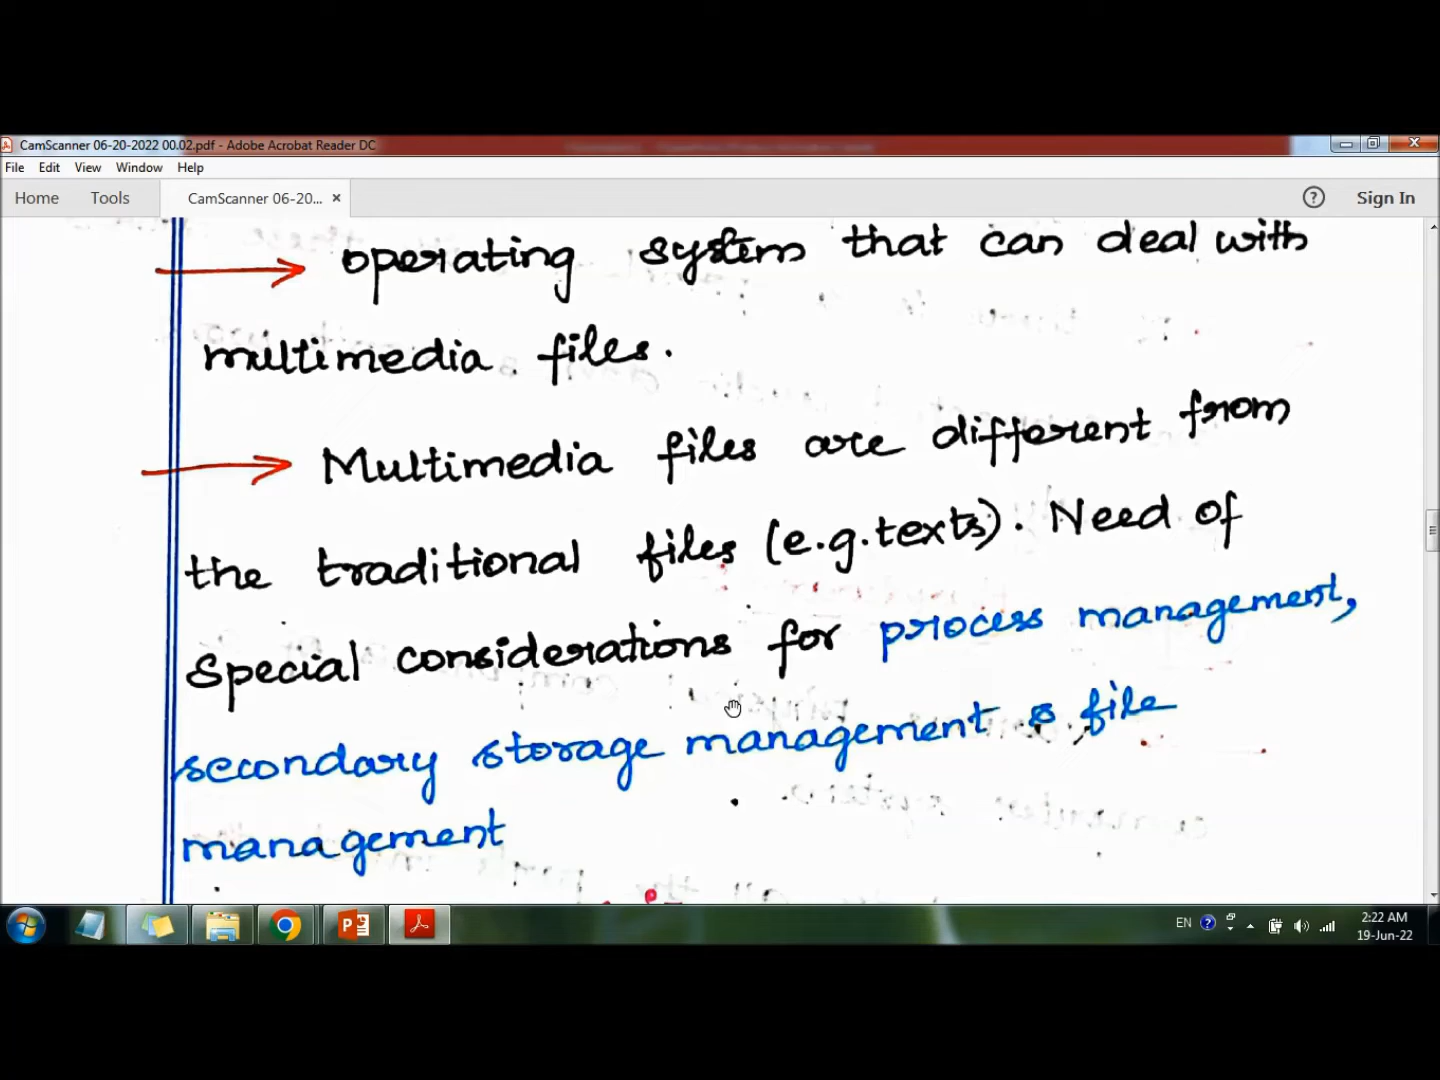 CamScanner 06-20-2022 00.02.pdf - Adobe Acrobat Reader DC
File Edit View Window Help
Home Tools CamScanner 06-20... × ? Sign In
operating system that can deal with
multimedia files.
Multimedia files are different from
the traditional files (e.g. texts). Need of
Special considerations for process management,
secondary storage management & file
management
EN
2:22 AM
19-Jun-22